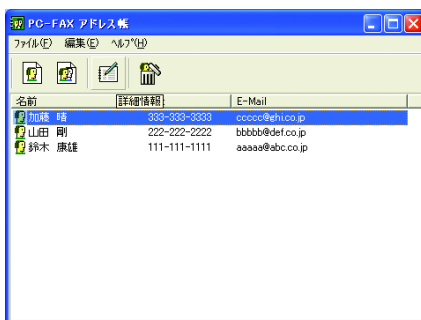 PC-FAX アドレス帳
ファイル(F) 編集(E) ヘルプ(H)
名前 詳細情報 E-Mail
加藤 晴 333-333-3333 ccccc@ghi.co.jp
山田 剛 222-222-2222 bbbbb@def.co.jp
鈴木 康雄 111-111-1111 aaaaa@abc.co.jp